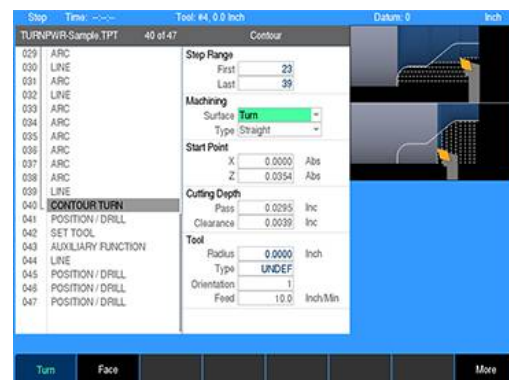 Stop Time: --:--:-- Tool: #4, 0.0 Inch Datum: 0 Inch
TURNPWR-Sample.TPT 40 of 47 Contour
029 ARC
030 LINE
031 ARC
032 LINE
033 ARC
034 ARC
035 ARC
036 ARC
037 ARC
038 ARC
039 LINE
040 CONTOUR TURN
041 POSITION / DRILL
042 SET TOOL
043 AUXILIARY FUNCTION
044 LINE
045 POSITION / DRILL
046 POSITION / DRILL
047 POSITION / DRILL
Step Range
First 23
Last 39
Machining
Surface Turn
Type Straight
Start Point
X 0.0000 Abs
Z 0.0354 Abs
Cutting Depth
Pass 0.0295 Inc
Clearance 0.0039 Inc
Tool
Radius 0.0000 Inch
Type UNDEF
Orientation 1
Feed 10.0 Inch/Min
Turn Face More